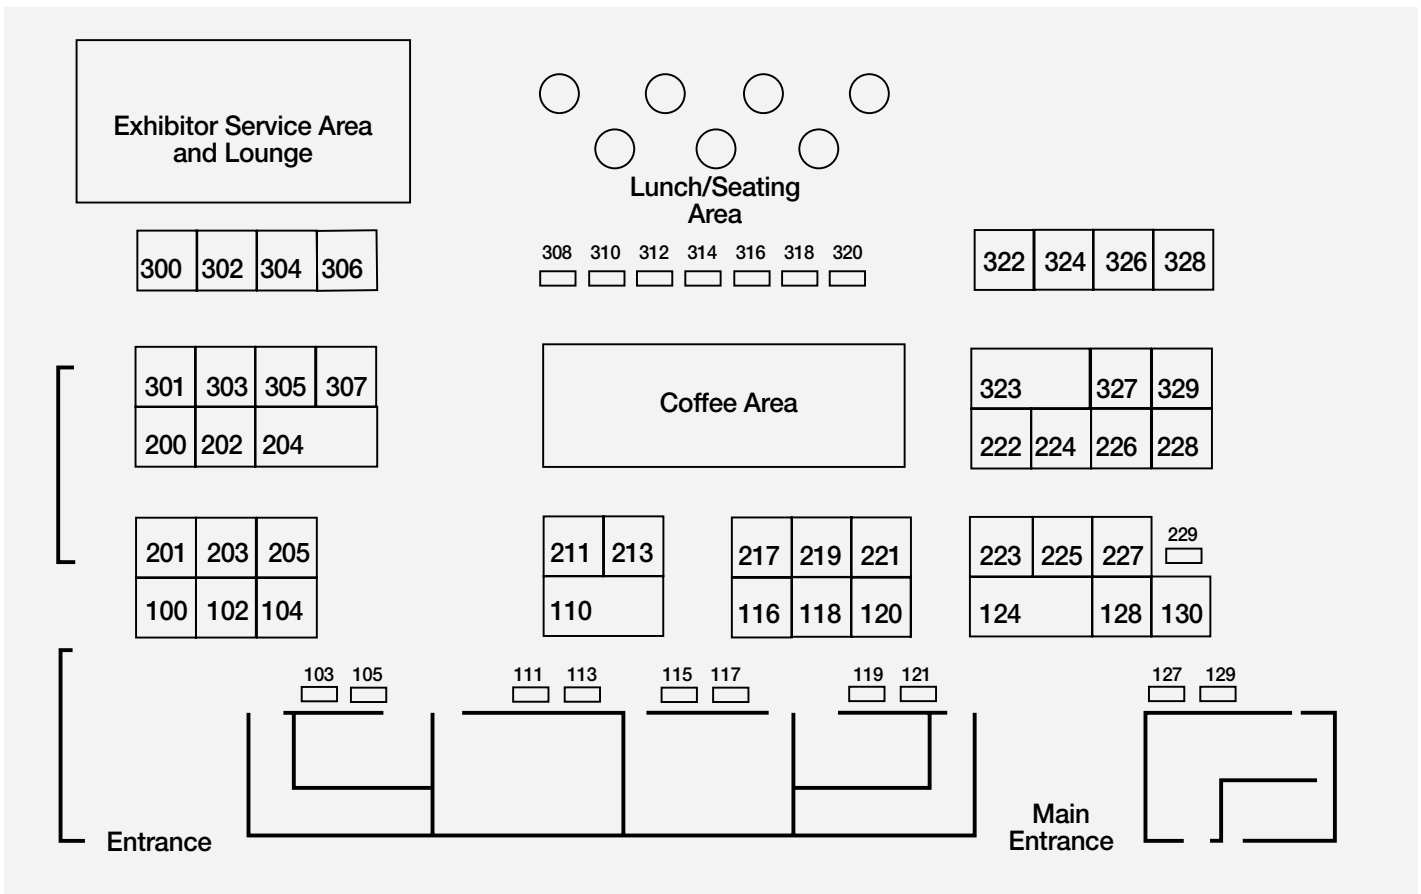 Exhibitor Service Area
and Lounge
Lunch/Seating
Area
308 310 312 314 316 318 320
300 302 304 306
322 324 326 328
301 303 305 307
Coffee Area
323 327 329
200 202 204
222 224 226 228
229
201 203 205
211 213
217 219 221
223 225 227
100 102 104
110
116 118 120
124 128 130
103 105
111 113
115 117
119 121
127 129
Entrance
Main
Entrance